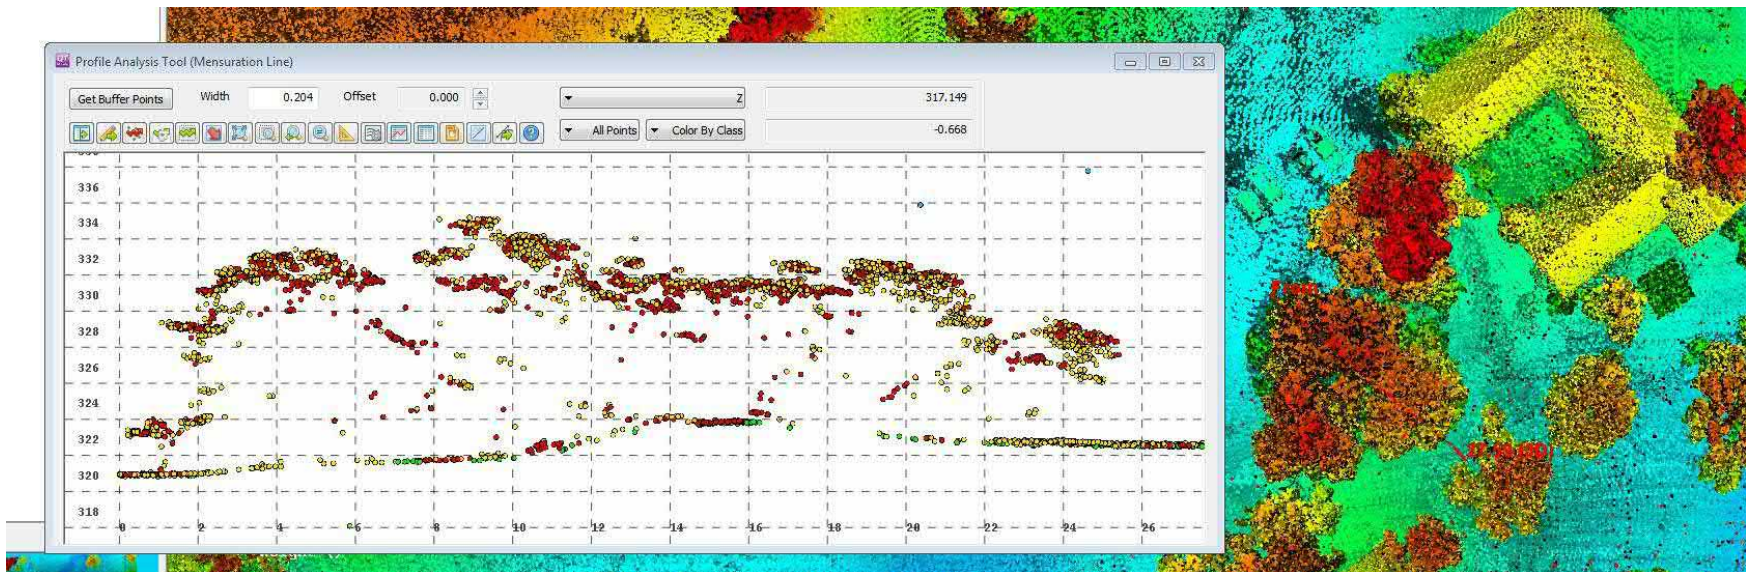 Profile Analysis Tool (Mensuration Line)
Get Buffer Points Width 0.204 Offset 0.000 Z 317.149
All Points Color By Class -0.668
336
334
332
330
328
326
324
322
320
318
0 2 4 6 8 10 12 14 16 18 20 22 24 26